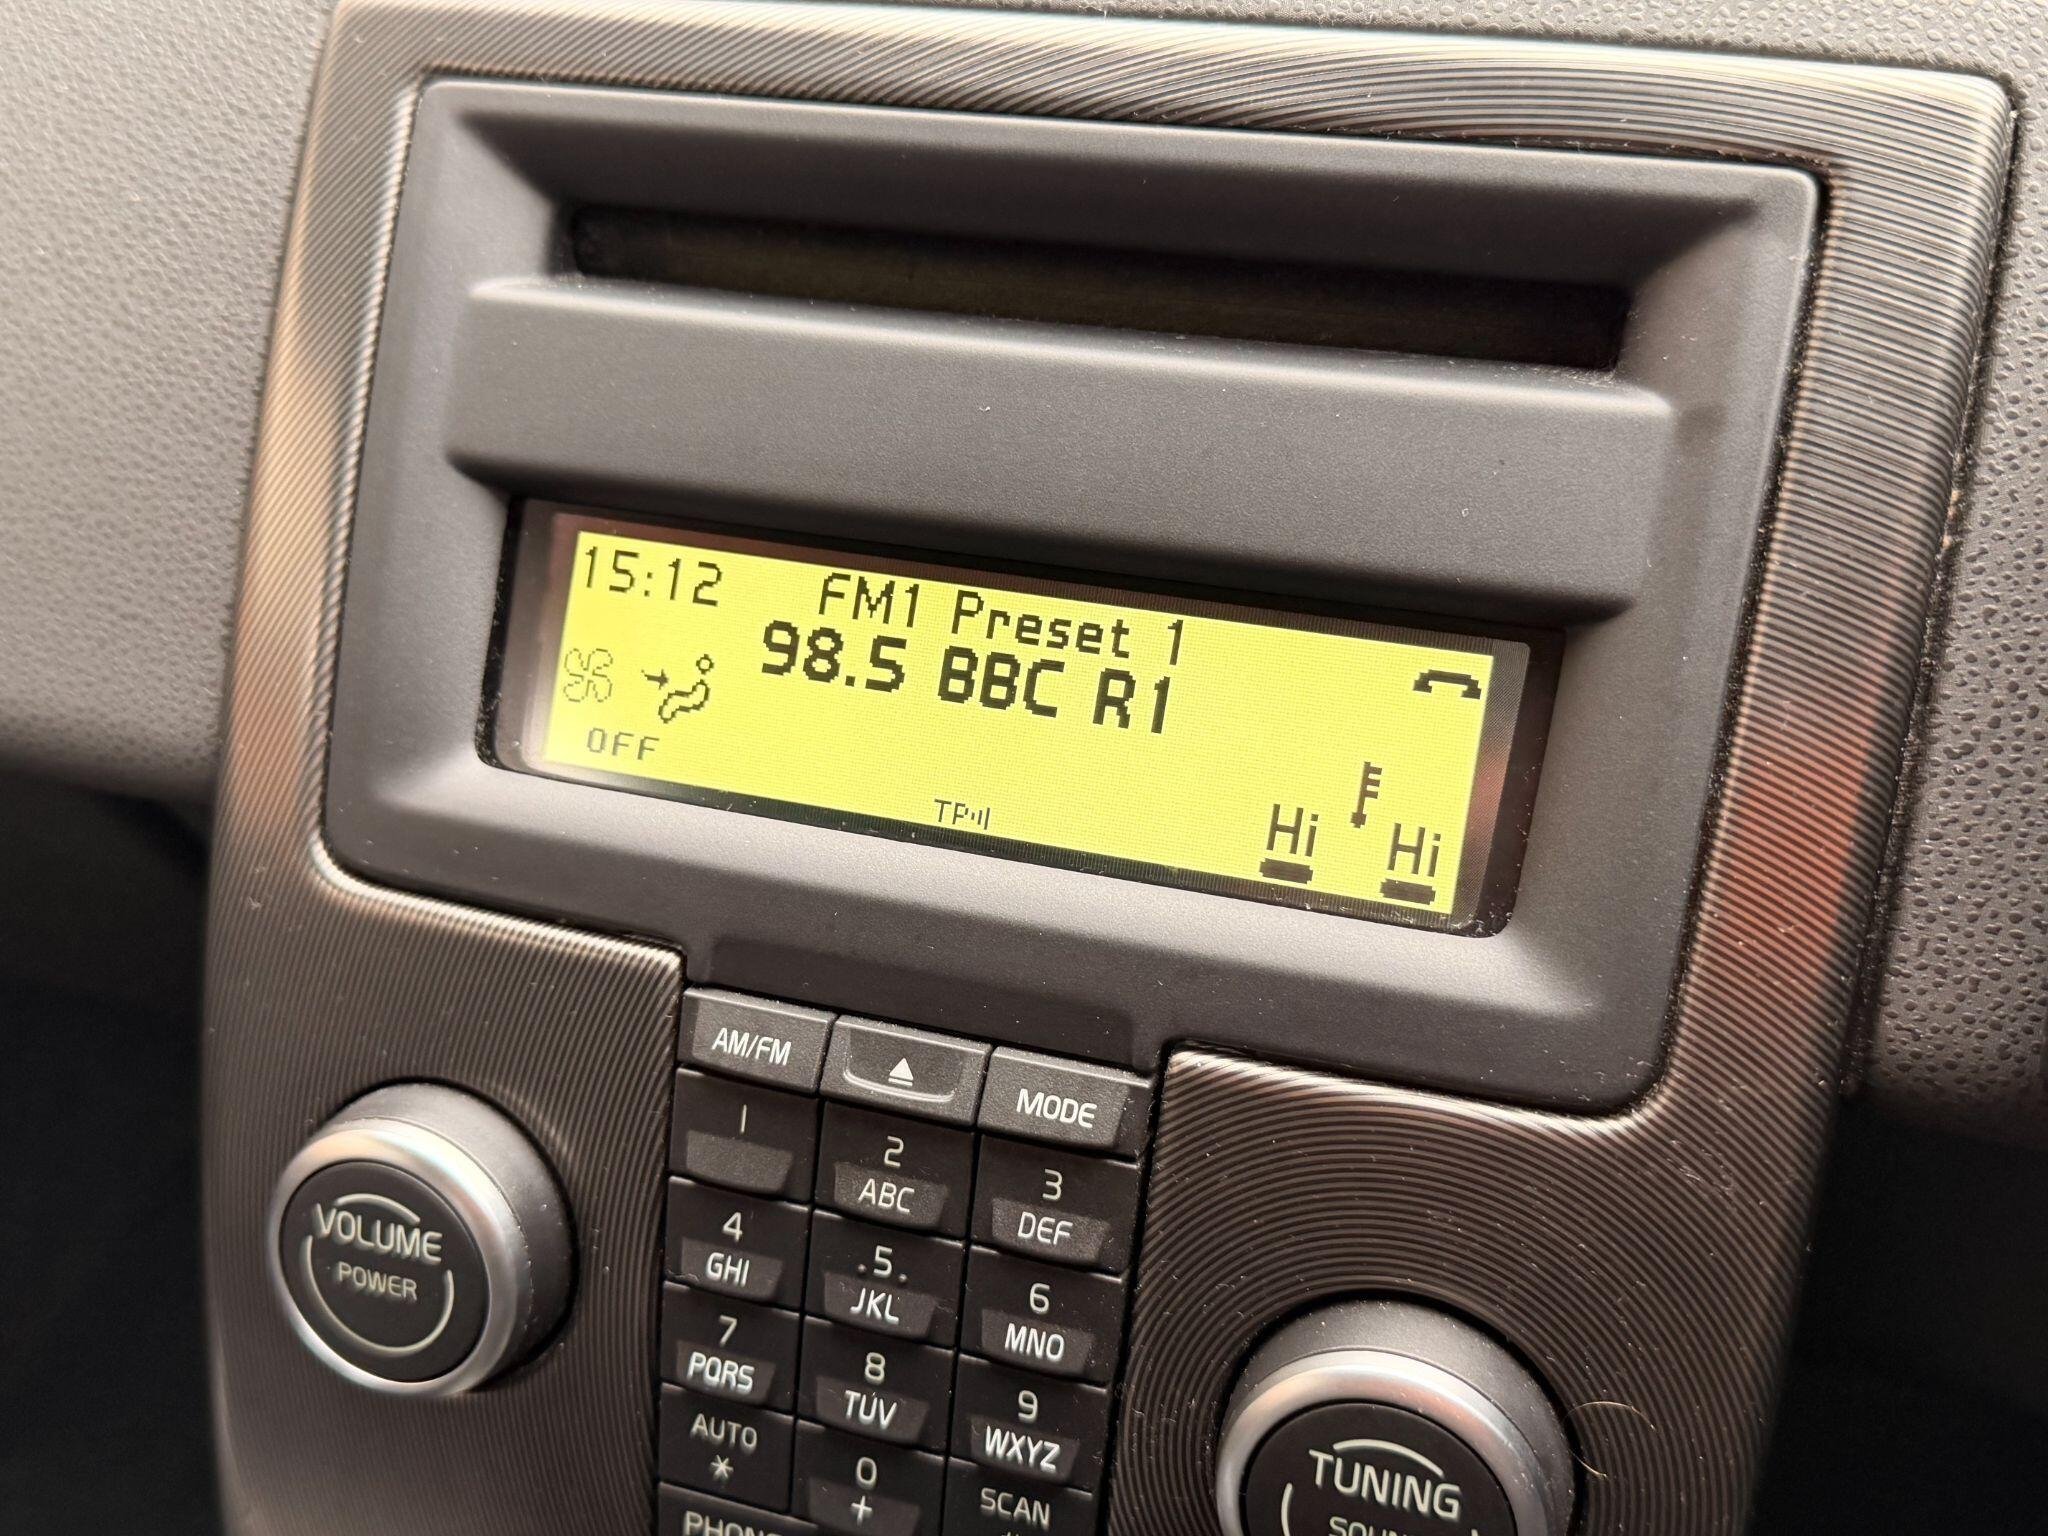 15:12 FM1 Preset 1
98.5 BBC R1
OFF
TP
Hi Hi
AM/FM MODE
1 2 3
ABC DEF
4 .5. 6
GHI JKL MNO
7 8 9
PQRS TUV WXYZ
AUTO 0 SCAN
* +
VOLUME
POWER
TUNING